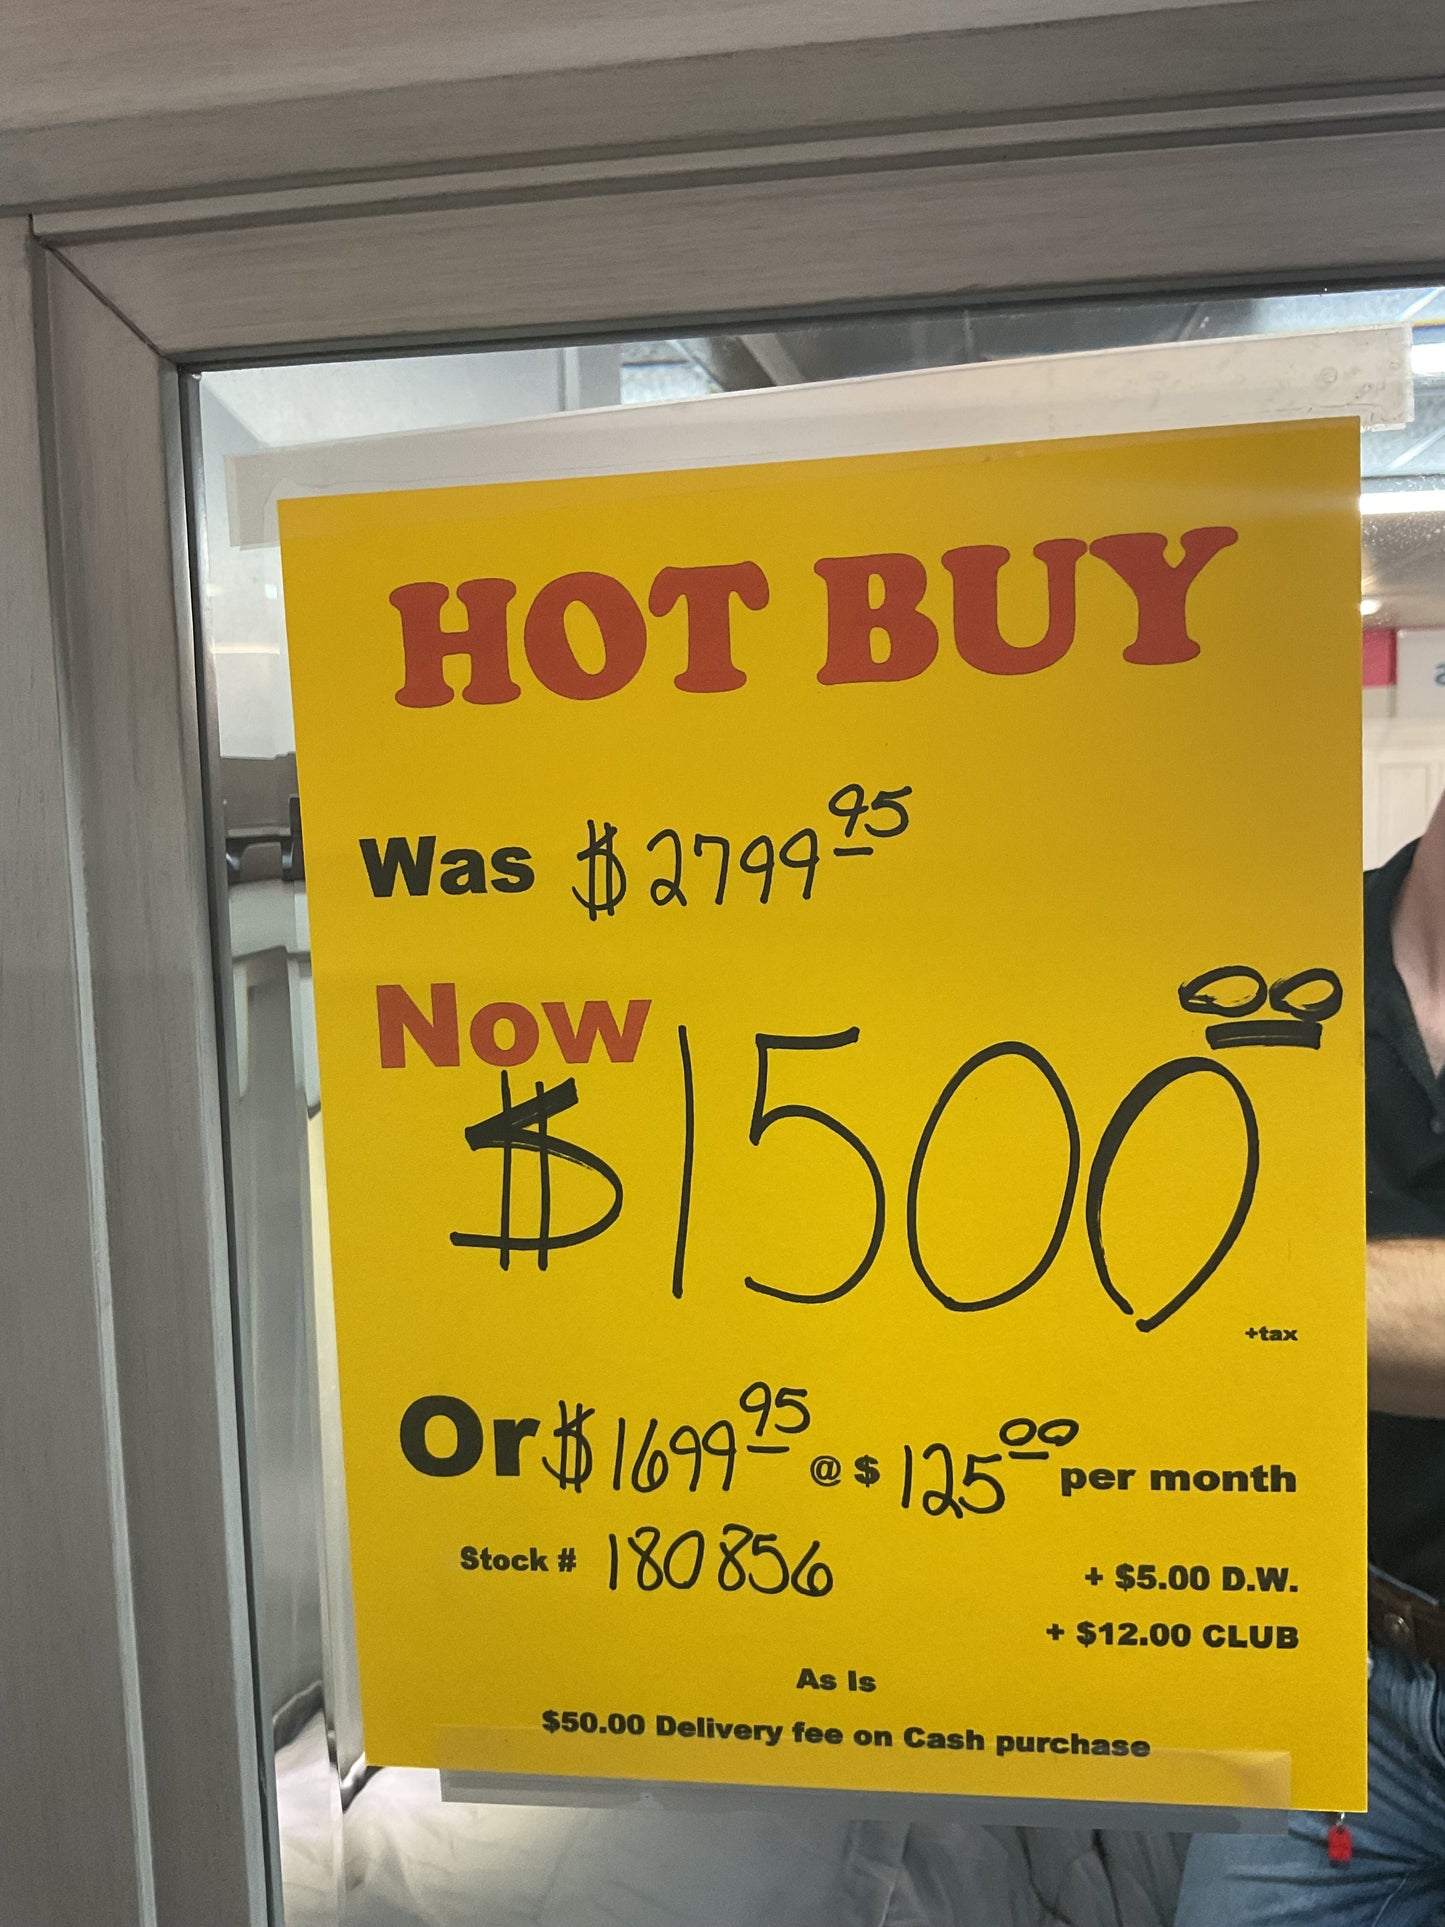 HOT BUY
Was $2799 95
Now
$1500 00
+tax
Or $1699 95 @ $ 125 00 per month
Stock # 180856
+ $5.00 D.W.
+ $12.00 CLUB
As Is
$50.00 Delivery fee on Cash purchase